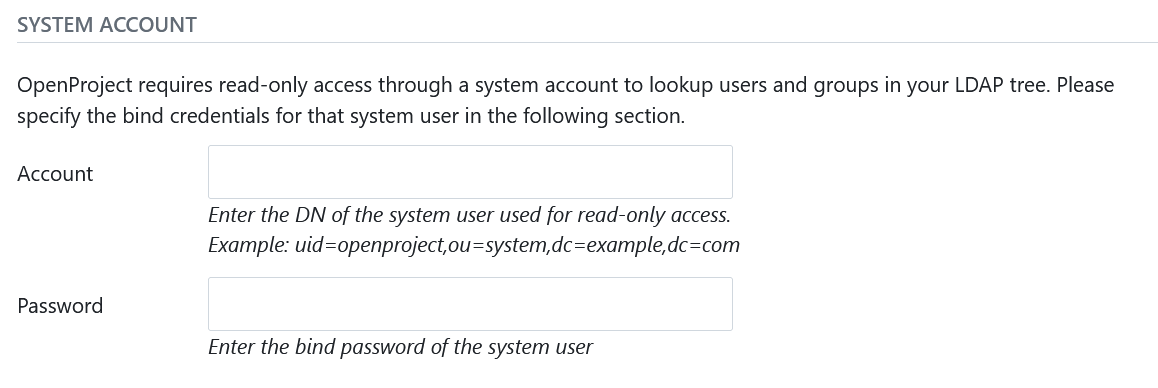 SYSTEM ACCOUNT
OpenProject requires read-only access through a system account to lookup users and groups in your LDAP tree. Please
specify the bind credentials for that system user in the following section.
Account
Enter the DN of the system user used for read-only access.
Example: uid=openproject,ou=system,dc=example,dc=com
Password
Enter the bind password of the system user